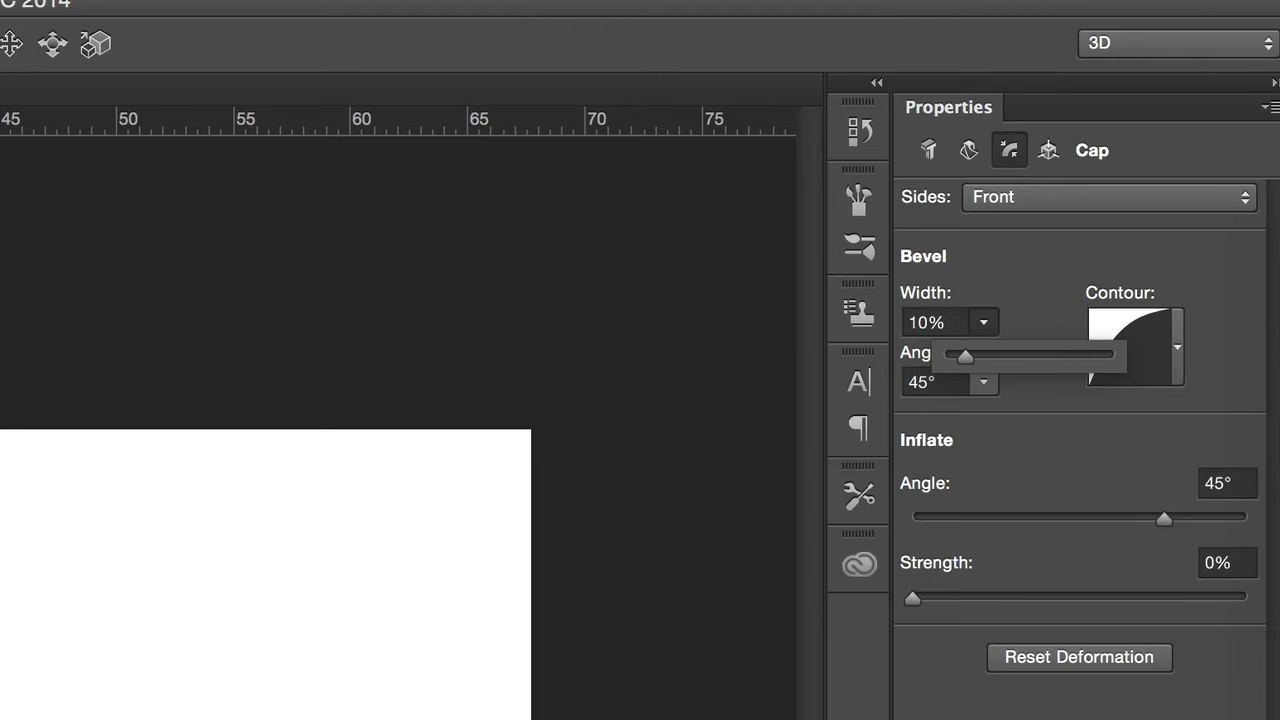 C 2014
3D
45 50 55 60 65 70 75
Properties
Cap
Sides: Front
Bevel
Width: Contour:
10%
Ang
45°
Inflate
Angle: 45°
Strength: 0%
Reset Deformation